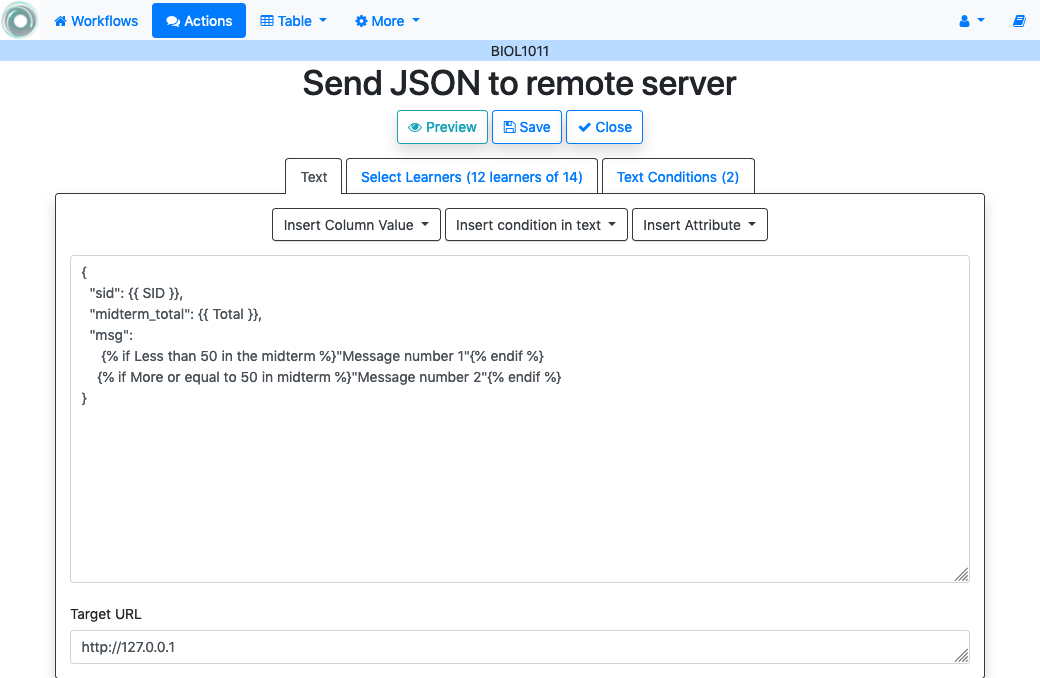 Workflows Actions Table More
BIOL1011
Send JSON to remote server
Preview Save Close
Text Select Learners (12 learners of 14) Text Conditions (2)
Insert Column Value Insert condition in text Insert Attribute
{
"sid": {{ SID }},
"midterm_total": {{ Total }},
"msg":
{% if Less than 50 in the midterm %}"Message number 1"{% endif %}
{% if More or equal to 50 in midterm %}"Message number 2"{% endif %}
}
Target URL
http://127.0.0.1